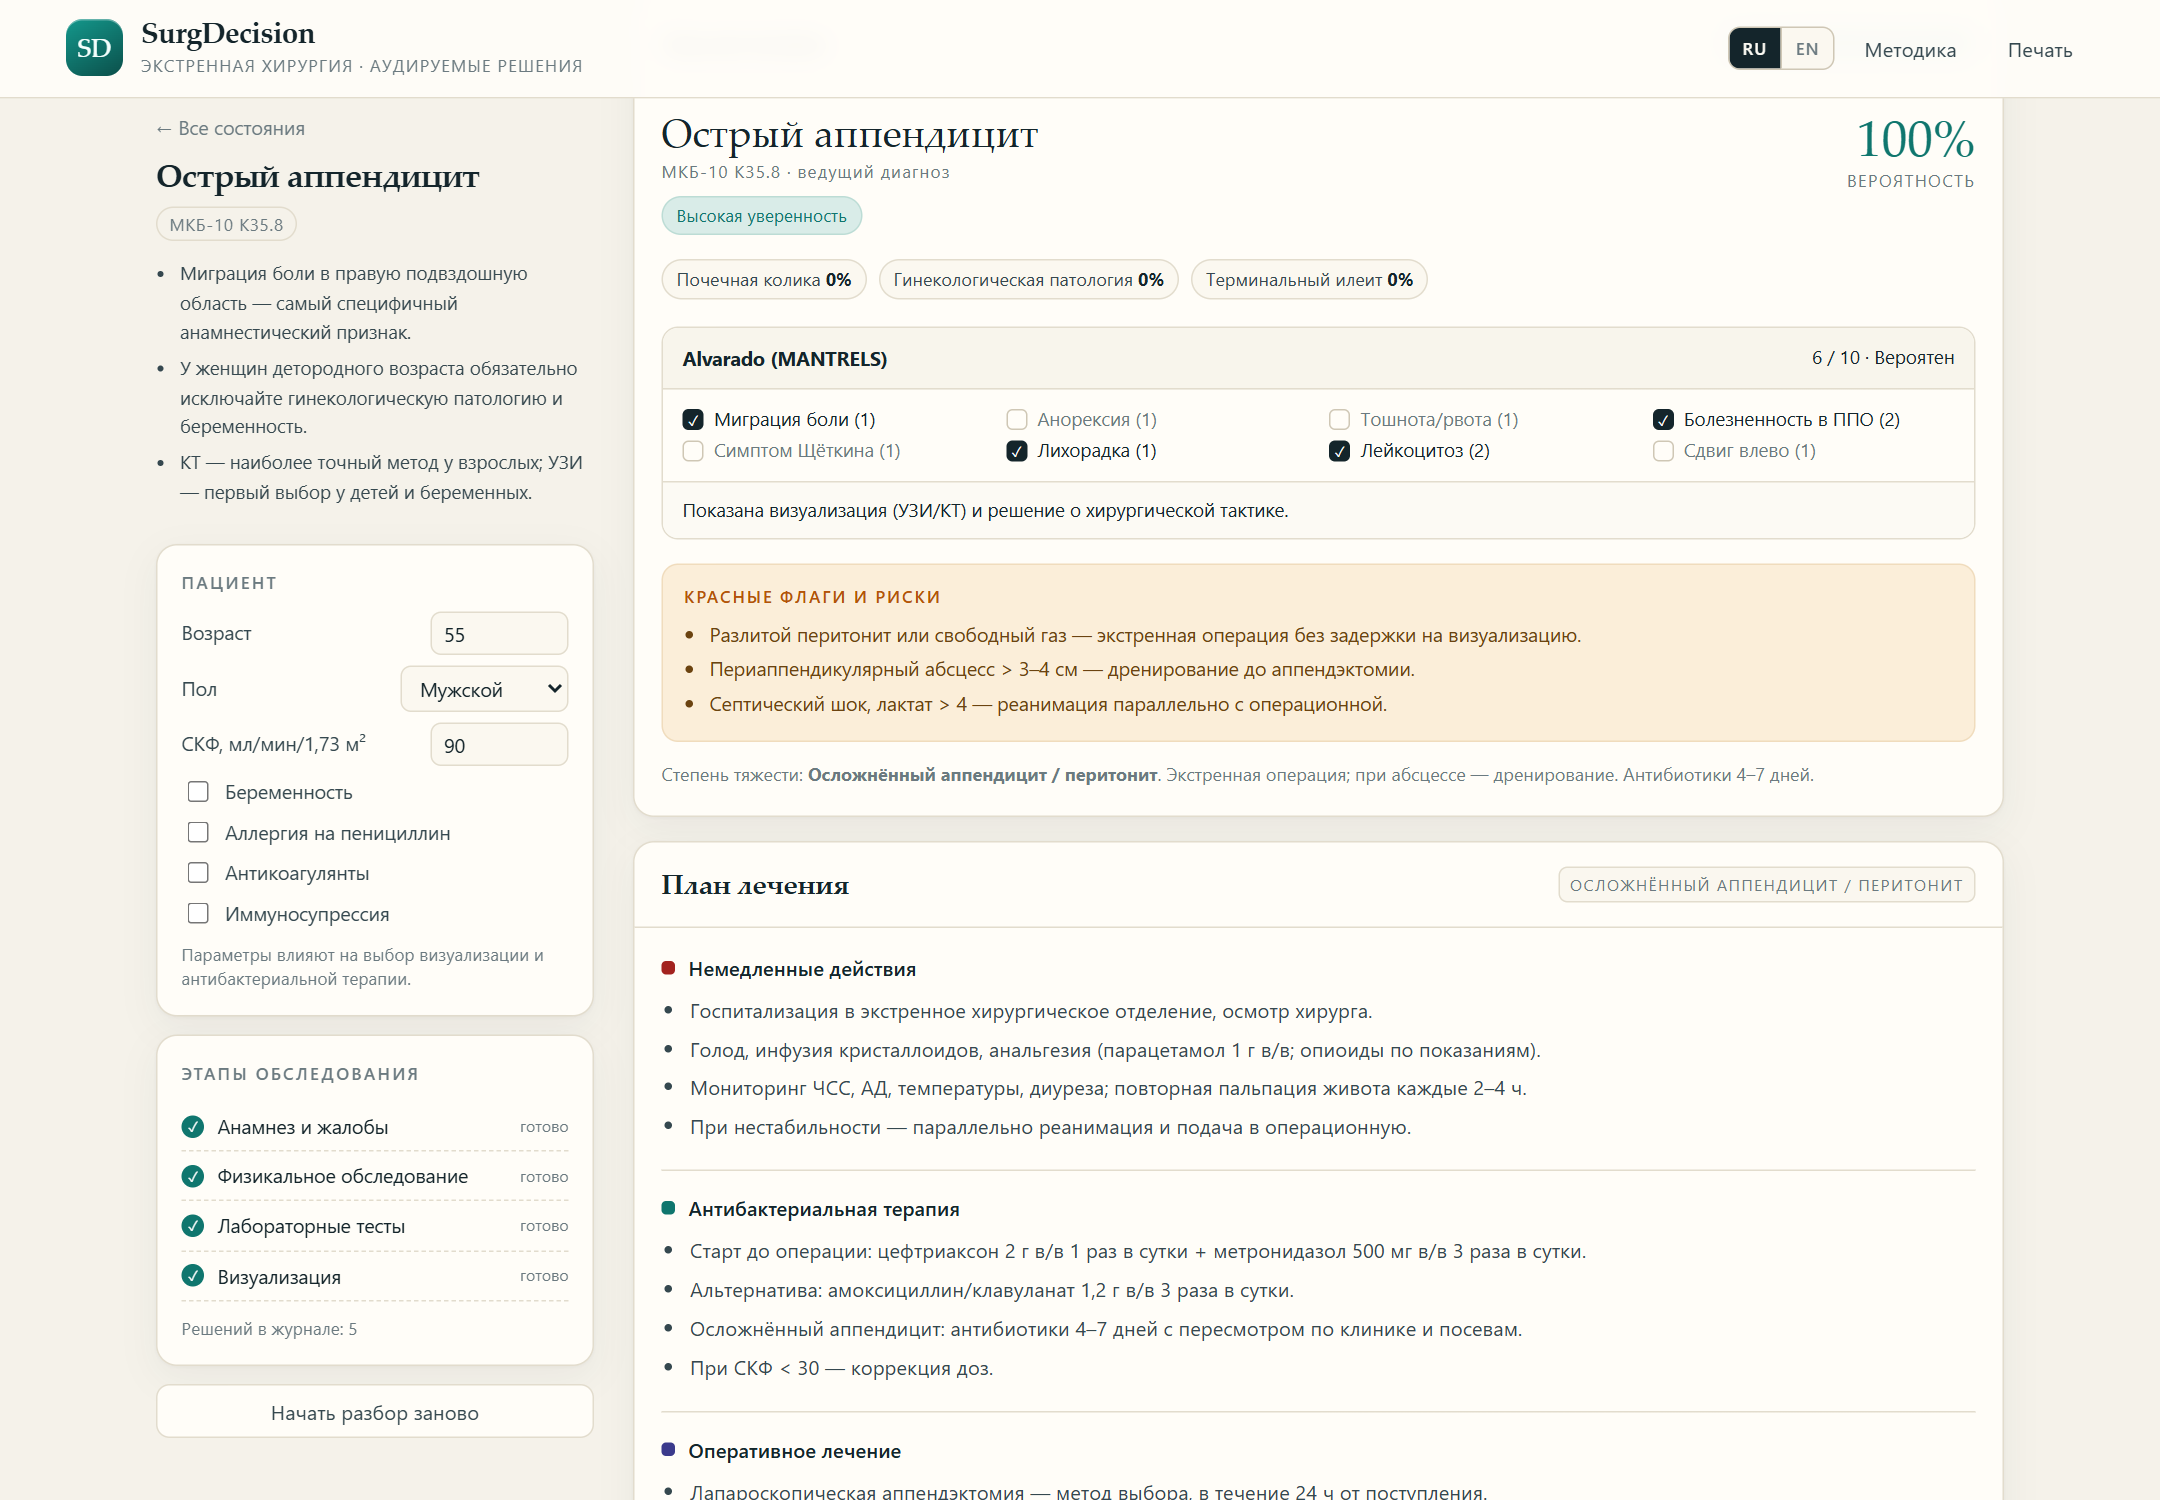 SD
SurgDecision
ЭКСТРЕННАЯ ХИРУРГИЯ · АУДИРУЕМЫЕ РЕШЕНИЯ
RU
EN
Методика
Печать
← Все состояния
Острый аппендицит
МКБ-10 K35.8
• Миграция боли в правую подвздошную
область — самый специфичный
анамнестический признак.
• У женщин детородного возраста обязательно
исключайте гинекологическую патологию и
беременность.
• КТ — наиболее точный метод у взрослых; УЗИ
— первый выбор у детей и беременных.
ПАЦИЕНТ
Возраст 55
Пол Мужской
СКФ, мл/мин/1,73 м² 90
Беременность
Аллергия на пенициллин
Антикоагулянты
Иммуносупрессия
Параметры влияют на выбор визуализации и
антибактериальной терапии.
ЭТАПЫ ОБСЛЕДОВАНИЯ
Анамнез и жалобы готово
Физикальное обследование готово
Лабораторные тесты готово
Визуализация готово
Решений в журнале: 5
Начать разбор заново
Острый аппендицит
МКБ-10 K35.8 · ведущий диагноз
100%
ВЕРОЯТНОСТЬ
Высокая уверенность
Почечная колика 0%
Гинекологическая патология 0%
Терминальный илеит 0%
Alvarado (MANTRELS)
6 / 10 · Вероятен
Миграция боли (1)
Анорексия (1)
Тошнота/рвота (1)
Болезненность в ППО (2)
Симптом Щёткина (1)
Лихорадка (1)
Лейкоцитоз (2)
Сдвиг влево (1)
Показана визуализация (УЗИ/КТ) и решение о хирургической тактике.
КРАСНЫЕ ФЛАГИ И РИСКИ
• Разлитой перитонит или свободный газ — экстренная операция без задержки на визуализацию.
• Периаппендикулярный абсцесс > 3–4 см — дренирование до аппендэктомии.
• Септический шок, лактат > 4 — реанимация параллельно с операционной.
Степень тяжести: Осложнённый аппендицит / перитонит. Экстренная операция; при абсцессе — дренирование. Антибиотики 4–7 дней.
План лечения
ОСЛОЖНЁННЫЙ АППЕНДИЦИТ / ПЕРИТОНИТ
Немедленные действия
• Госпитализация в экстренное хирургическое отделение, осмотр хирурга.
• Голод, инфузия кристаллоидов, анальгезия (парацетамол 1 г в/в; опиоиды по показаниям).
• Мониторинг ЧСС, АД, температуры, диуреза; повторная пальпация живота каждые 2–4 ч.
• При нестабильности — параллельно реанимация и подача в операционную.
Антибактериальная терапия
• Старт до операции: цефтриаксон 2 г в/в 1 раз в сутки + метронидазол 500 мг в/в 3 раза в сутки.
• Альтернатива: амоксициллин/клавуланат 1,2 г в/в 3 раза в сутки.
• Осложнённый аппендицит: антибиотики 4–7 дней с пересмотром по клинике и посевам.
• При СКФ < 30 — коррекция доз.
Оперативное лечение
• Лапароскопическая аппендэктомия — метод выбора, в течение 24 ч от поступления.